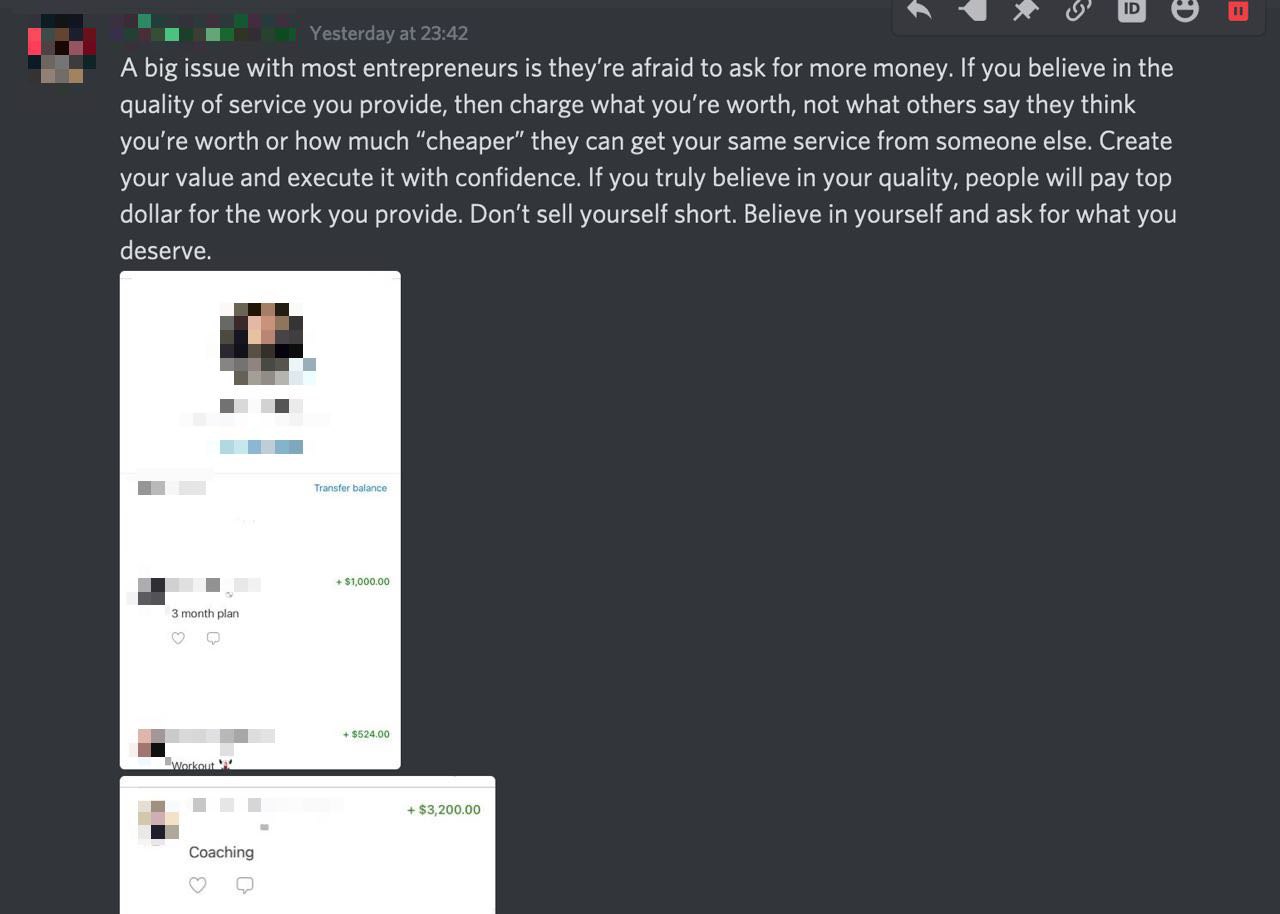 ID
Yesterday at 23:42
A big issue with most entrepreneurs is they’re afraid to ask for more money. If you believe in the
quality of service you provide, then charge what you’re worth, not what others say they think
you’re worth or how much “cheaper” they can get your same service from someone else. Create
your value and execute it with confidence. If you truly believe in your quality, people will pay top
dollar for the work you provide. Don’t sell yourself short. Believe in yourself and ask for what you
deserve.
Transfer balance
+ $1,000.00
3 month plan
+ $524.00
Workout
+ $3,200.00
Coaching